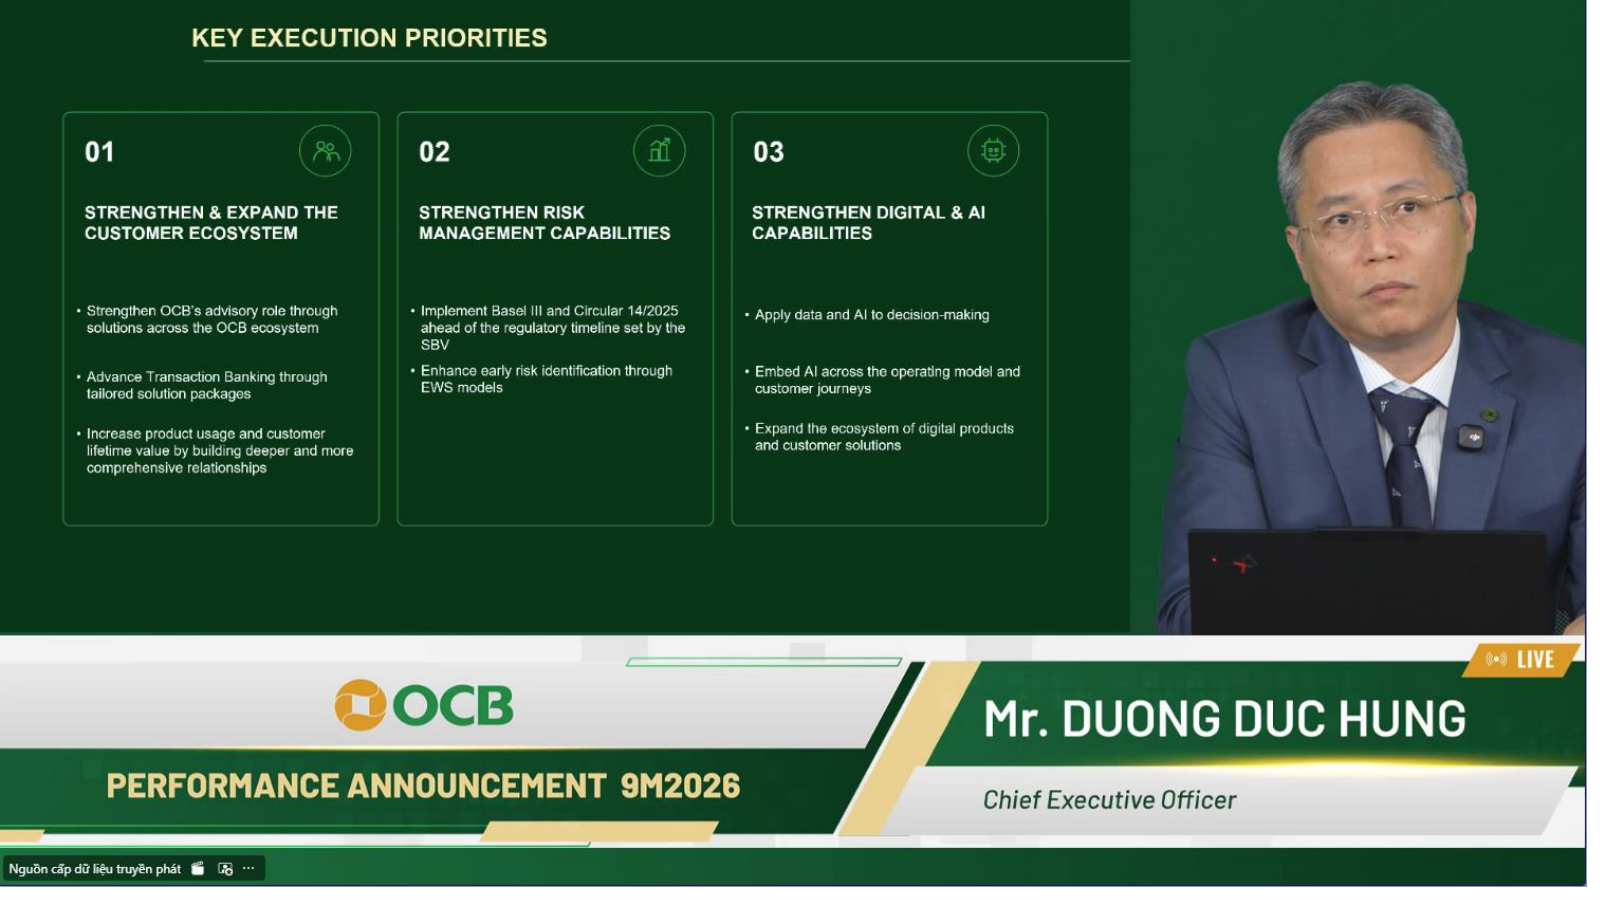 KEY EXECUTION PRIORITIES
01
STRENGTHEN & EXPAND THE
CUSTOMER ECOSYSTEM
• Strengthen OCB's advisory role through
solutions across the OCB ecosystem
• Advance Transaction Banking through
tailored solution packages
• Increase product usage and customer
lifetime value by building deeper and more
comprehensive relationships
02
STRENGTHEN RISK
MANAGEMENT CAPABILITIES
• Implement Basel III and Circular 14/2025
ahead of the regulatory timeline set by the
SBV
• Enhance early risk identification through
EWS models
03
STRENGTHEN DIGITAL & AI
CAPABILITIES
• Apply data and AI to decision-making
• Embed AI across the operating model and
customer journeys
• Expand the ecosystem of digital products
and customer solutions
LIVE
OCB
Mr. DUONG DUC HUNG
PERFORMANCE ANNOUNCEMENT 9M2026
Chief Executive Officer
Nguồn cấp dữ liệu truyền phát